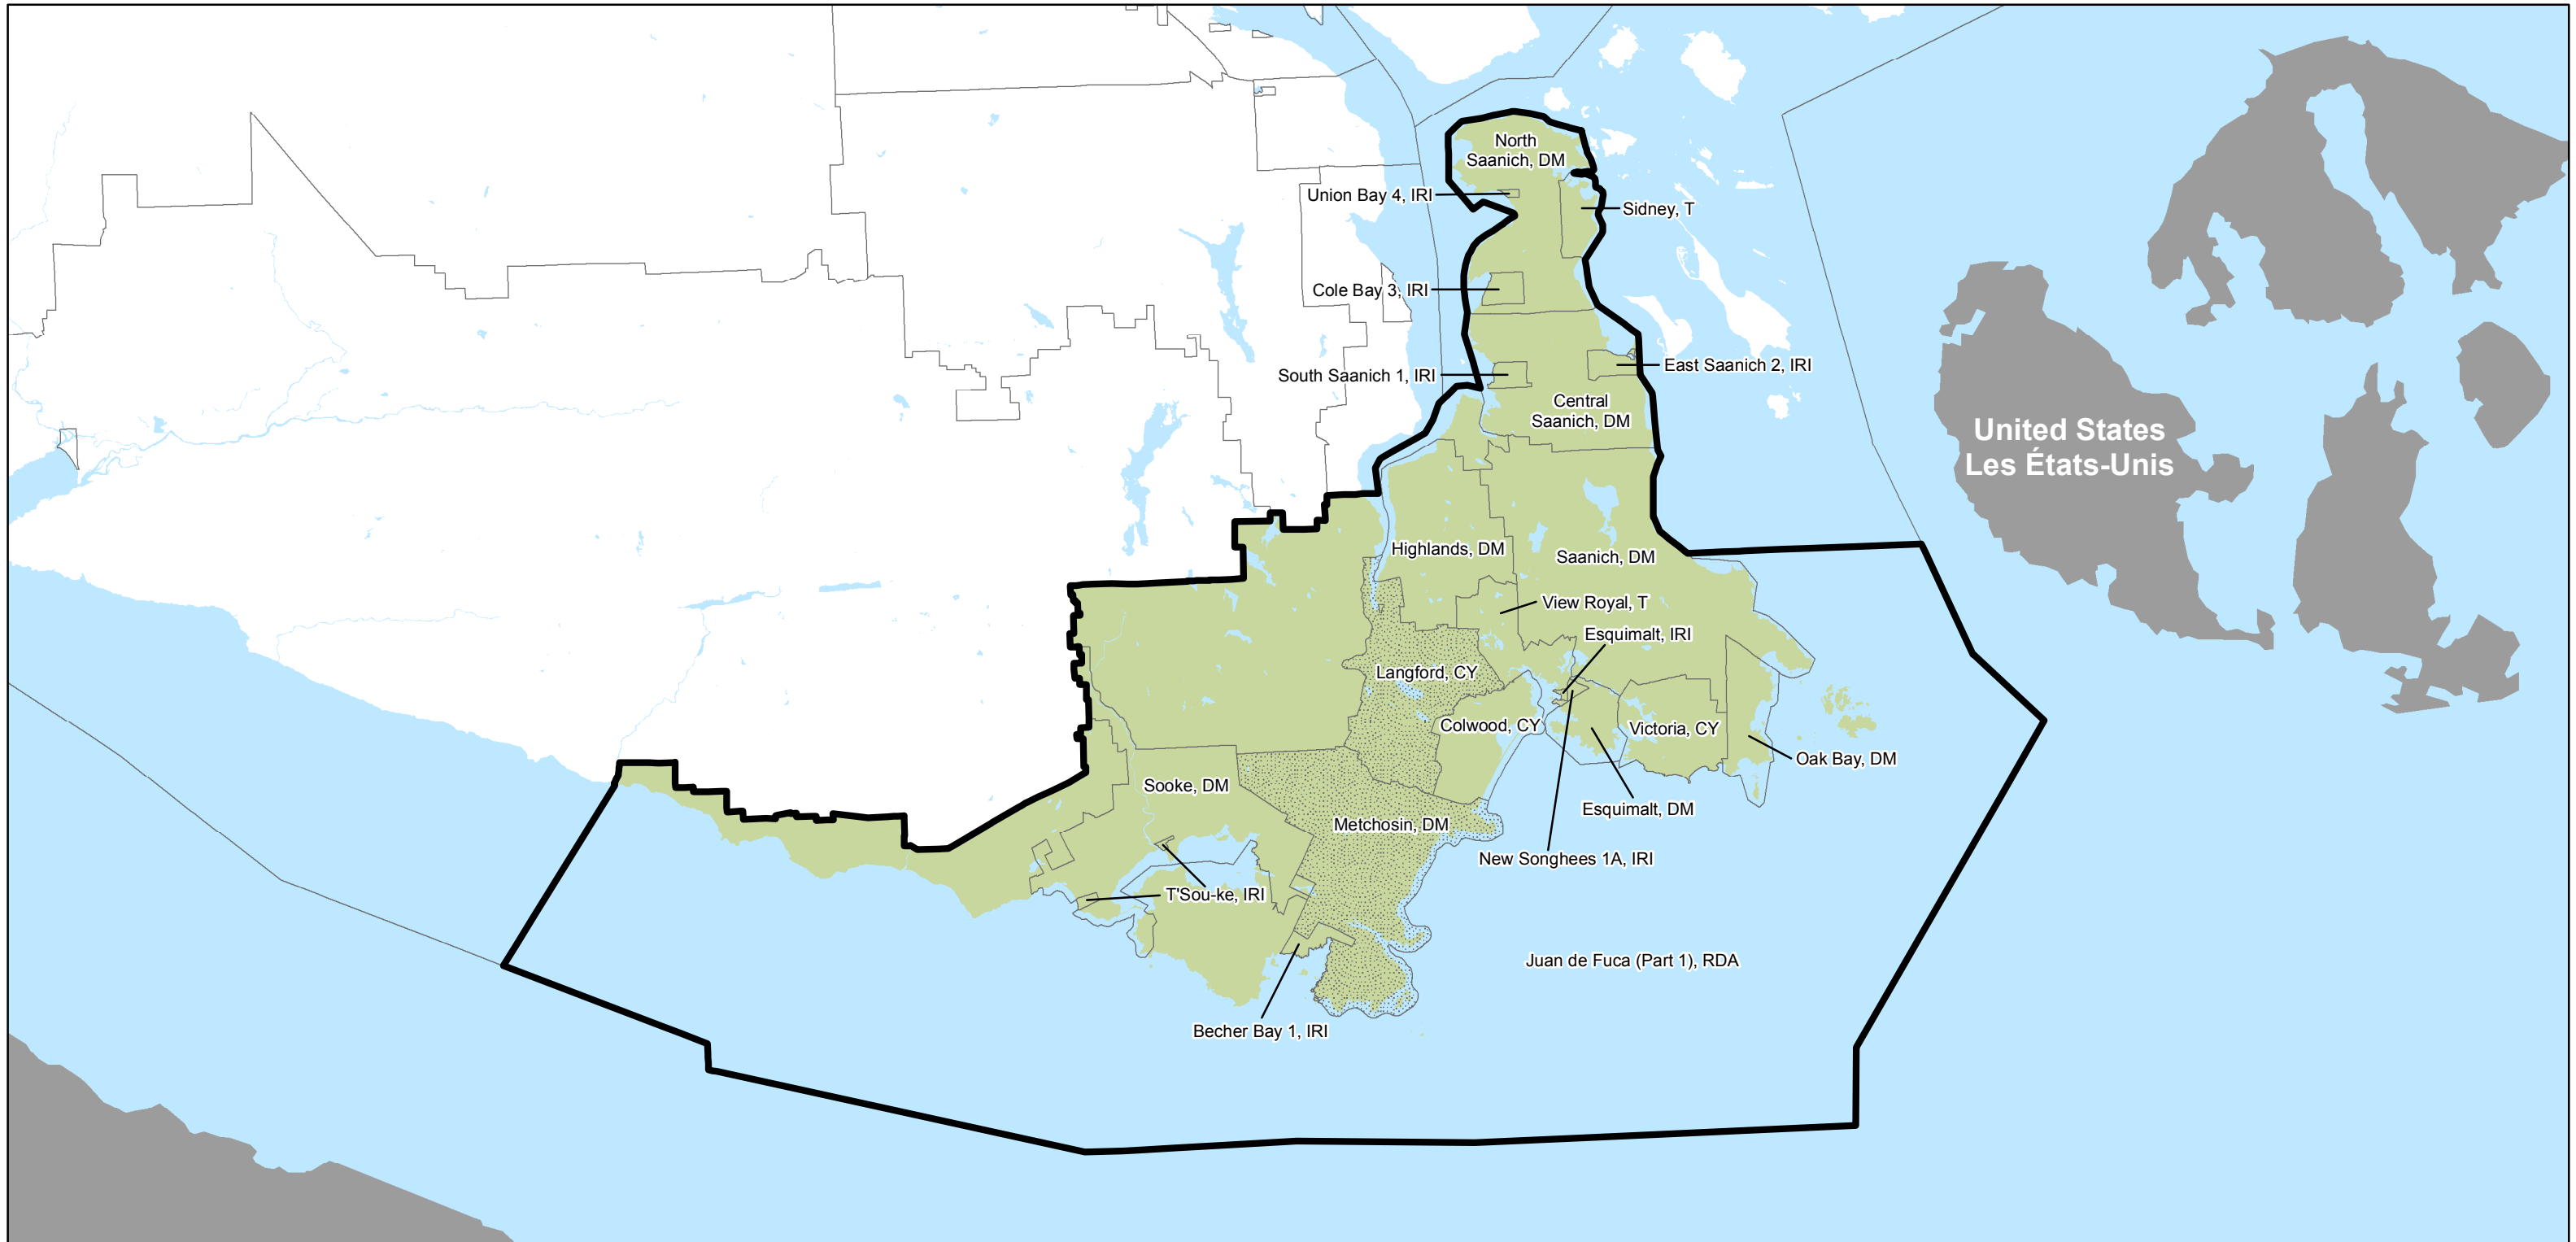 North
Saanich, DM
Union Bay 4, IRI
Sidney, T
Cole Bay 3, IRI
East Saanich 2, IRI
South Saanich 1, IRI
Central
Saanich, DM
United States
Les États-Unis
Highlands, DM
Saanich, DM
View Royal, T
Esquimalt, IRI
Langford, CY
Colwood, CY
Victoria, CY
Oak Bay, DM
Sooke, DM
Esquimalt, DM
Metchosin, DM
New Songhees 1A, IRI
T'Sou-ke, IRI
Juan de Fuca (Part 1), RDA
Becher Bay 1, IRI